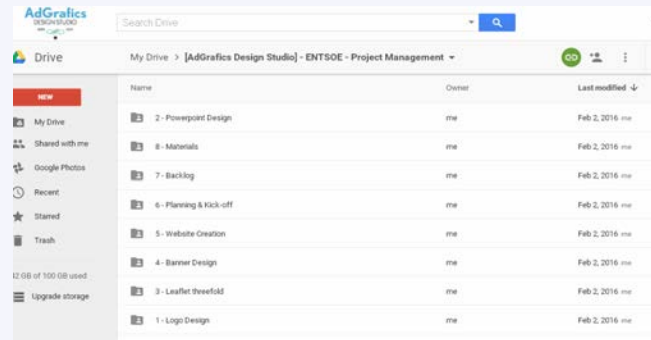 AdGrafics
DESIGN STUDIO
Search Drive
Drive
My Drive > [AdGrafics Design Studio] - ENTSOE - Project Management
NEW
Name
Owner
Last modified
My Drive
2 - Powerpoint Design
me
Feb 2, 2016 me
Shared with me
8 - Materials
me
Feb 2, 2016 me
Google Photos
7 - Backlog
me
Feb 2, 2016 me
Recent
6 - Planning & Kick-off
me
Feb 2, 2016 me
Starred
5 - Website Creation
me
Feb 2, 2016 me
Trash
4 - Banner Design
me
Feb 2, 2016 me
2 GB of 100 GB used
Upgrade storage
3 - Leaflet threefold
me
Feb 2, 2016 me
1 - Logo Design
me
Feb 2, 2016 me